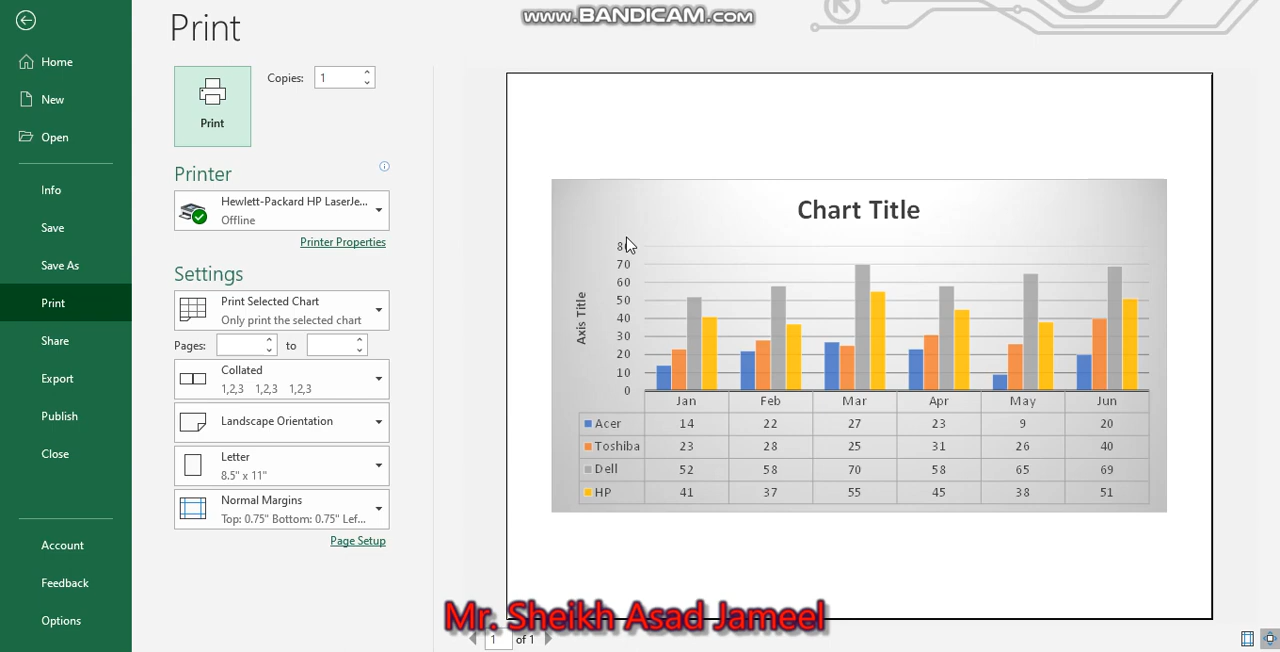 www.BANDICAM.com
Print
Home
New
Open
Info
Save
Save As
Print
Share
Export
Publish
Close
Account
Feedback
Options
Print
Copies: 1
Printer
Hewlett-Packard HP LaserJe...
Offline
Printer Properties
Settings
Print Selected Chart
Only print the selected chart
Pages: to
Collated
1,2,3 1,2,3 1,2,3
Landscape Orientation
Letter
8.5" x 11"
Normal Margins
Top: 0.75" Bottom: 0.75" Lef...
Page Setup
Chart Title
Axis Title
70
60
50
40
30
20
10
0
Jan Feb Mar Apr May Jun
Acer 14 22 27 23 9 20
Toshiba 23 28 25 31 26 40
Dell 52 58 70 58 65 69
HP 41 37 55 45 38 51
Mr. Sheikh Asad Jameel
1 of 1